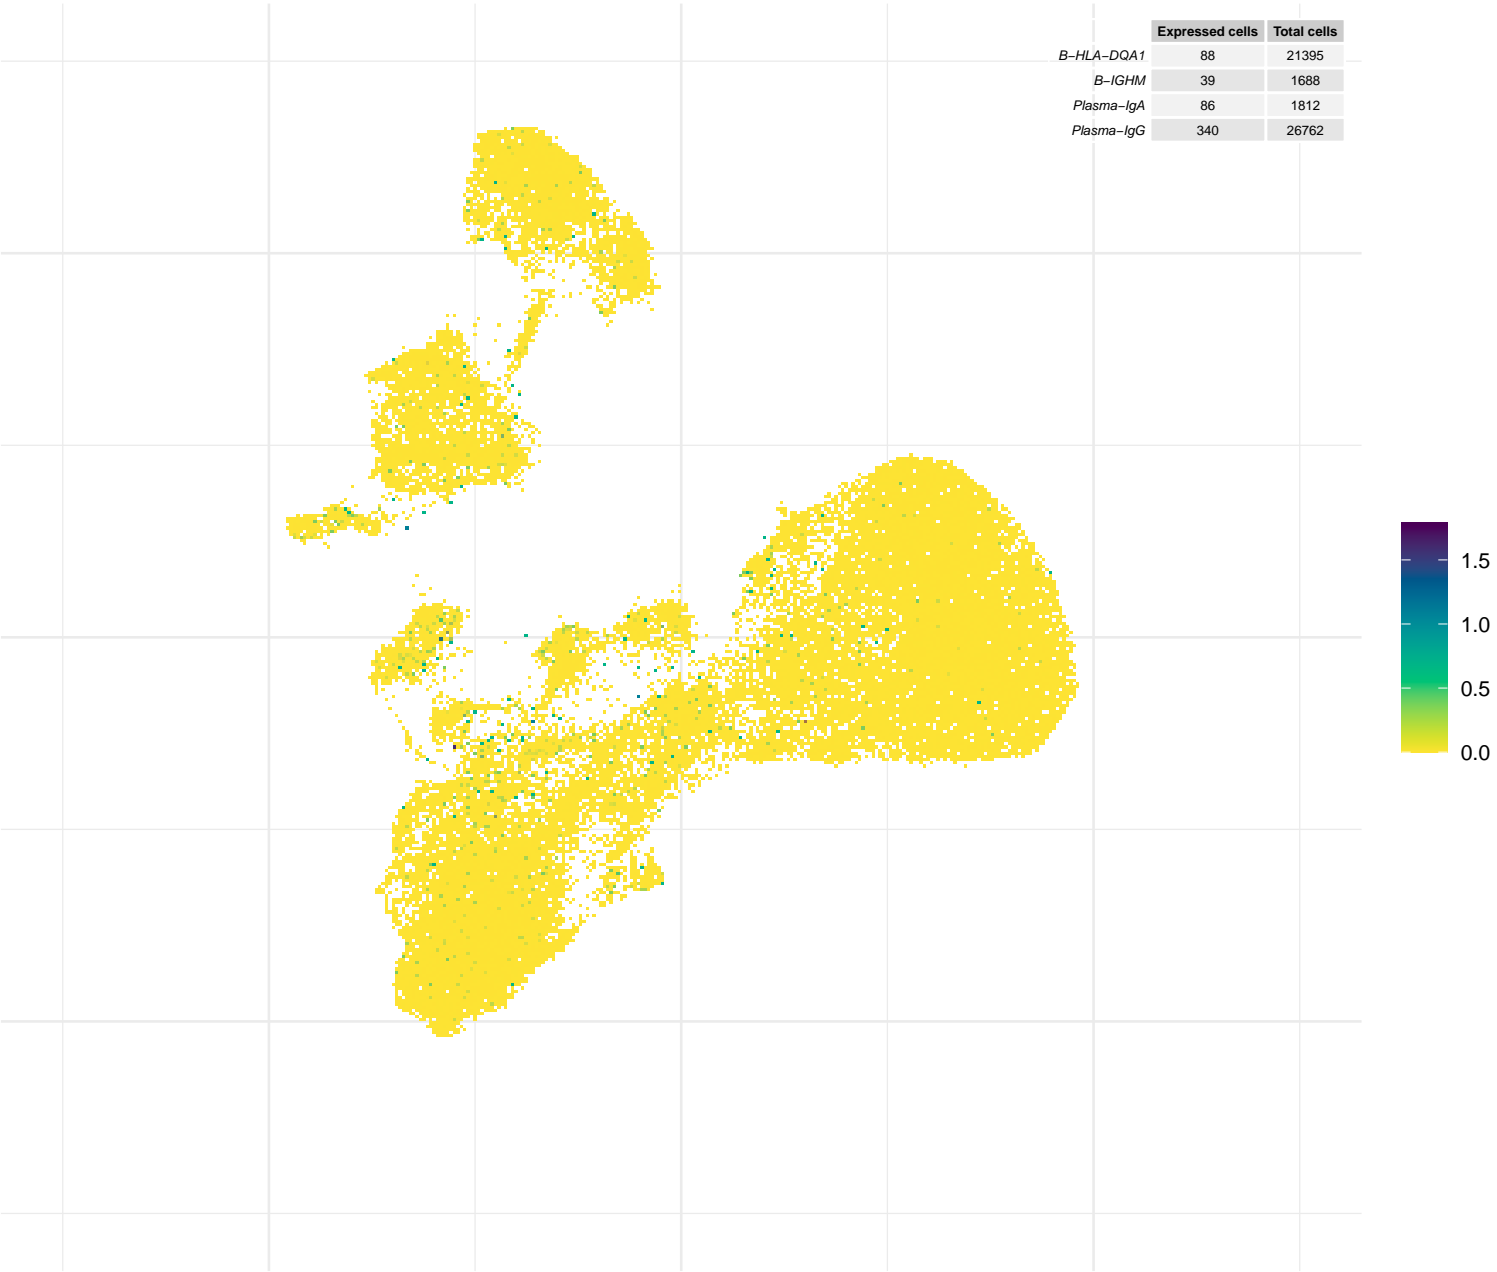 Expressed cells Total cells
B−HLA−DQA1 88 21395
B−IGHM 39 1688
Plasma−IgA 86 1812
Plasma−IgG 340 26762
1.5
1.0
0.5
0.0